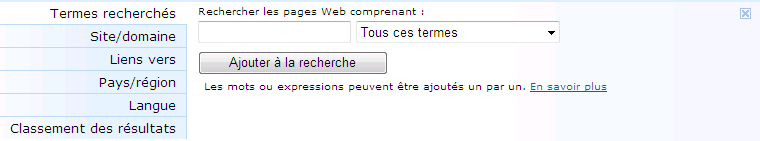 Termes recherchés
Site/domaine
Liens vers
Pays/région
Langue
Classement des résultats
Rechercher les pages Web comprenant :
Tous ces termes
Ajouter à la recherche
Les mots ou expressions peuvent être ajoutés un par un. En savoir plus